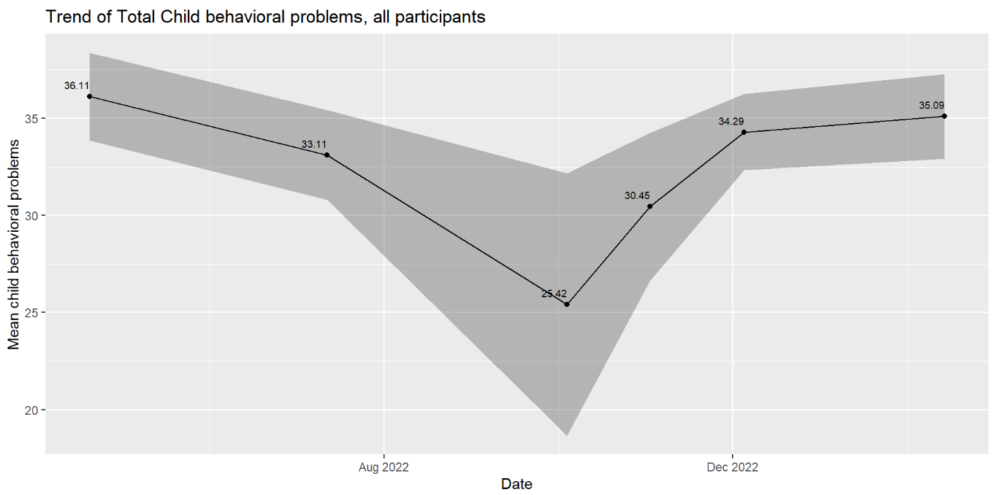 Trend of Total Child behavioral problems, all participants
Mean child behavioral problems
35
30
25
20
36.11
33.11
25.42
30.45
34.29
35.09
Aug 2022
Dec 2022
Date